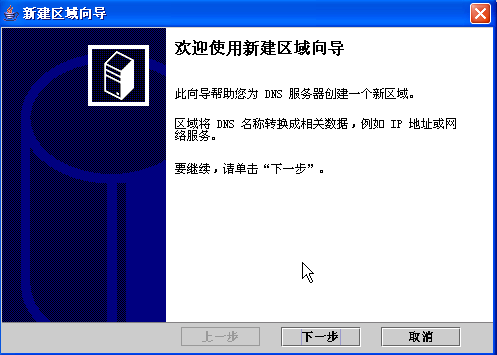 新建区域向导
欢迎使用新建区域向导
此向导帮助您为 DNS 服务器创建一个新区域。
区域将 DNS 名称转换成相关数据，例如 IP 地址或网
络服务。
要继续，请单击“下一步”。
上一步 下一步 取消